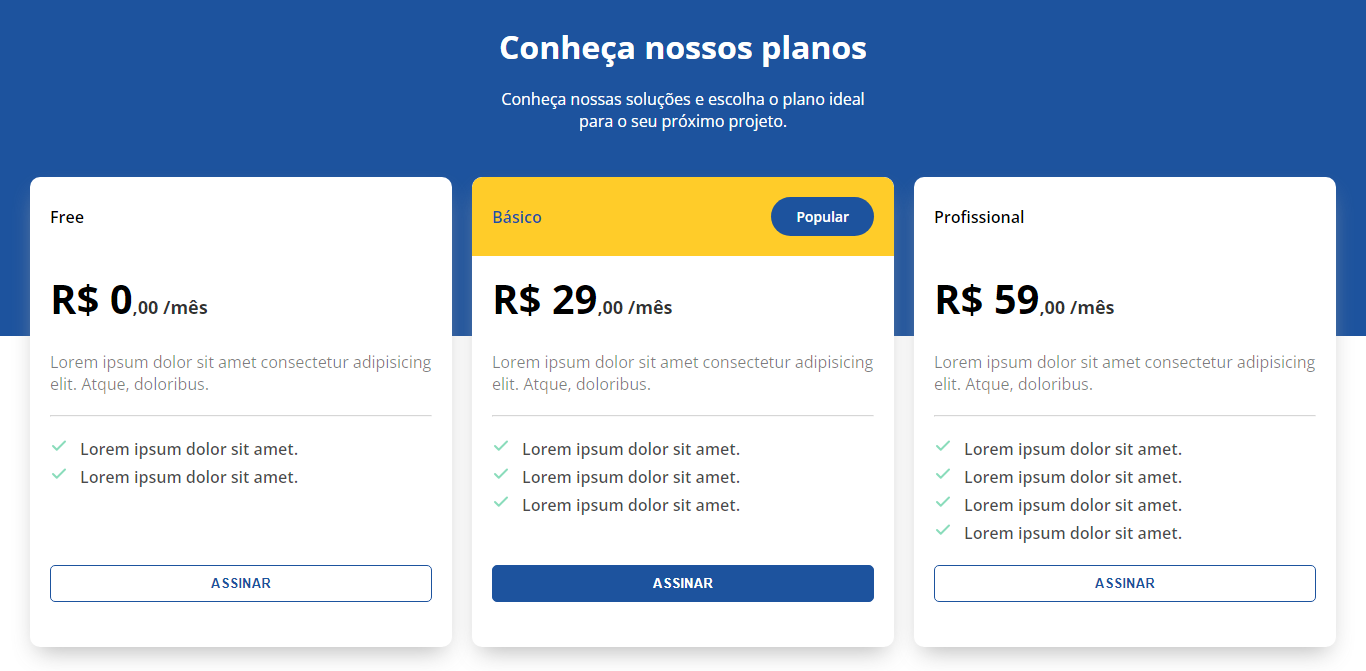 Conheça nossos planos
Conheça nossas soluções e escolha o plano ideal
para o seu próximo projeto.
Free
R$ 0,00 /mês
Lorem ipsum dolor sit amet consectetur adipisicing
elit. Atque, doloribus.
Lorem ipsum dolor sit amet.
Lorem ipsum dolor sit amet.
ASSINAR
Básico
Popular
R$ 29,00 /mês
Lorem ipsum dolor sit amet consectetur adipisicing
elit. Atque, doloribus.
Lorem ipsum dolor sit amet.
Lorem ipsum dolor sit amet.
Lorem ipsum dolor sit amet.
ASSINAR
Profissional
R$ 59,00 /mês
Lorem ipsum dolor sit amet consectetur adipisicing
elit. Atque, doloribus.
Lorem ipsum dolor sit amet.
Lorem ipsum dolor sit amet.
Lorem ipsum dolor sit amet.
Lorem ipsum dolor sit amet.
ASSINAR